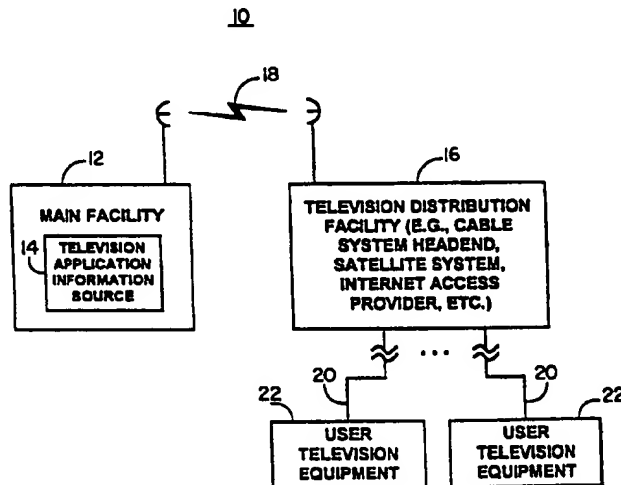 10
18
12
16
MAIN FACILITY
14
TELEVISION
APPLICATION
INFORMATION
SOURCE
TELEVISION DISTRIBUTION
FACILITY (E.G., CABLE
SYSTEM HEADEND,
SATELLITE SYSTEM,
INTERNET ACCESS
PROVIDER, ETC.)
...
20
20
22
22
USER
TELEVISION
EQUIPMENT
USER
TELEVISION
EQUIPMENT